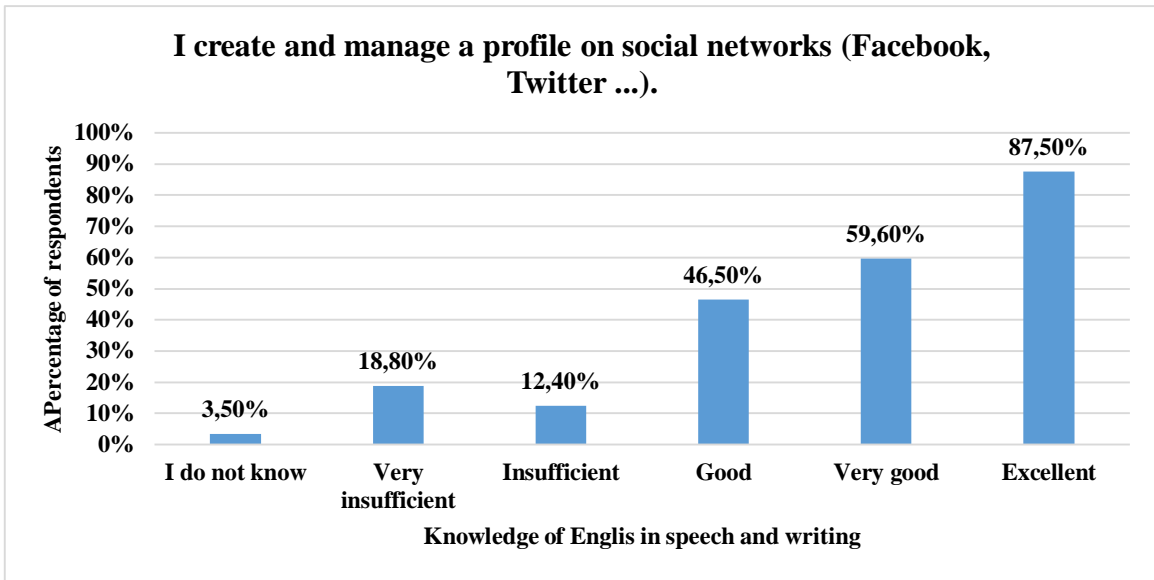 I create and manage a profile on social networks (Facebook,
Twitter ...).
APercentage of respondents
100%
90%
80%
70%
60%
50%
40%
30%
20%
10%
0%
3,50%
18,80%
12,40%
46,50%
59,60%
87,50%
I do not know
Very
insufficient
Insufficient
Good
Very good
Excellent
Knowledge of Englis in speech and writing